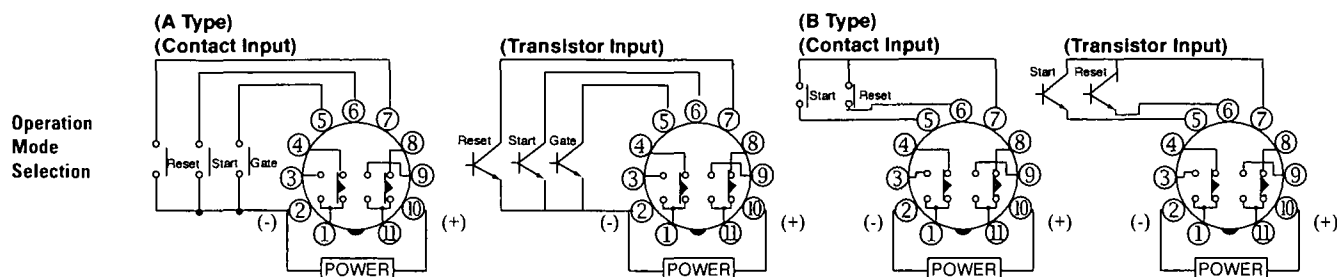 (A Type)
(Contact Input)
(Transistor Input)
(B Type)
(Contact Input)
(Transistor Input)
Operation
Mode
Selection
Reset
Start
Gate
⑤ ⑥ ⑦
④ ⑧
③ ⑨
② ⑩
① ⑪
(-)
(+)
POWER
Reset
Start
Gate
⑤ ⑥ ⑦
④ ⑧
③ ⑨
② ⑩
① ⑪
(-)
(+)
POWER
Start
Reset
⑤ ⑥ ⑦
④ ⑧
③ ⑨
② ⑩
① ⑪
(-)
(+)
POWER
Start
Reset
⑤ ⑥ ⑦
④ ⑧
③ ⑨
② ⑩
① ⑪
(-)
(+)
POWER